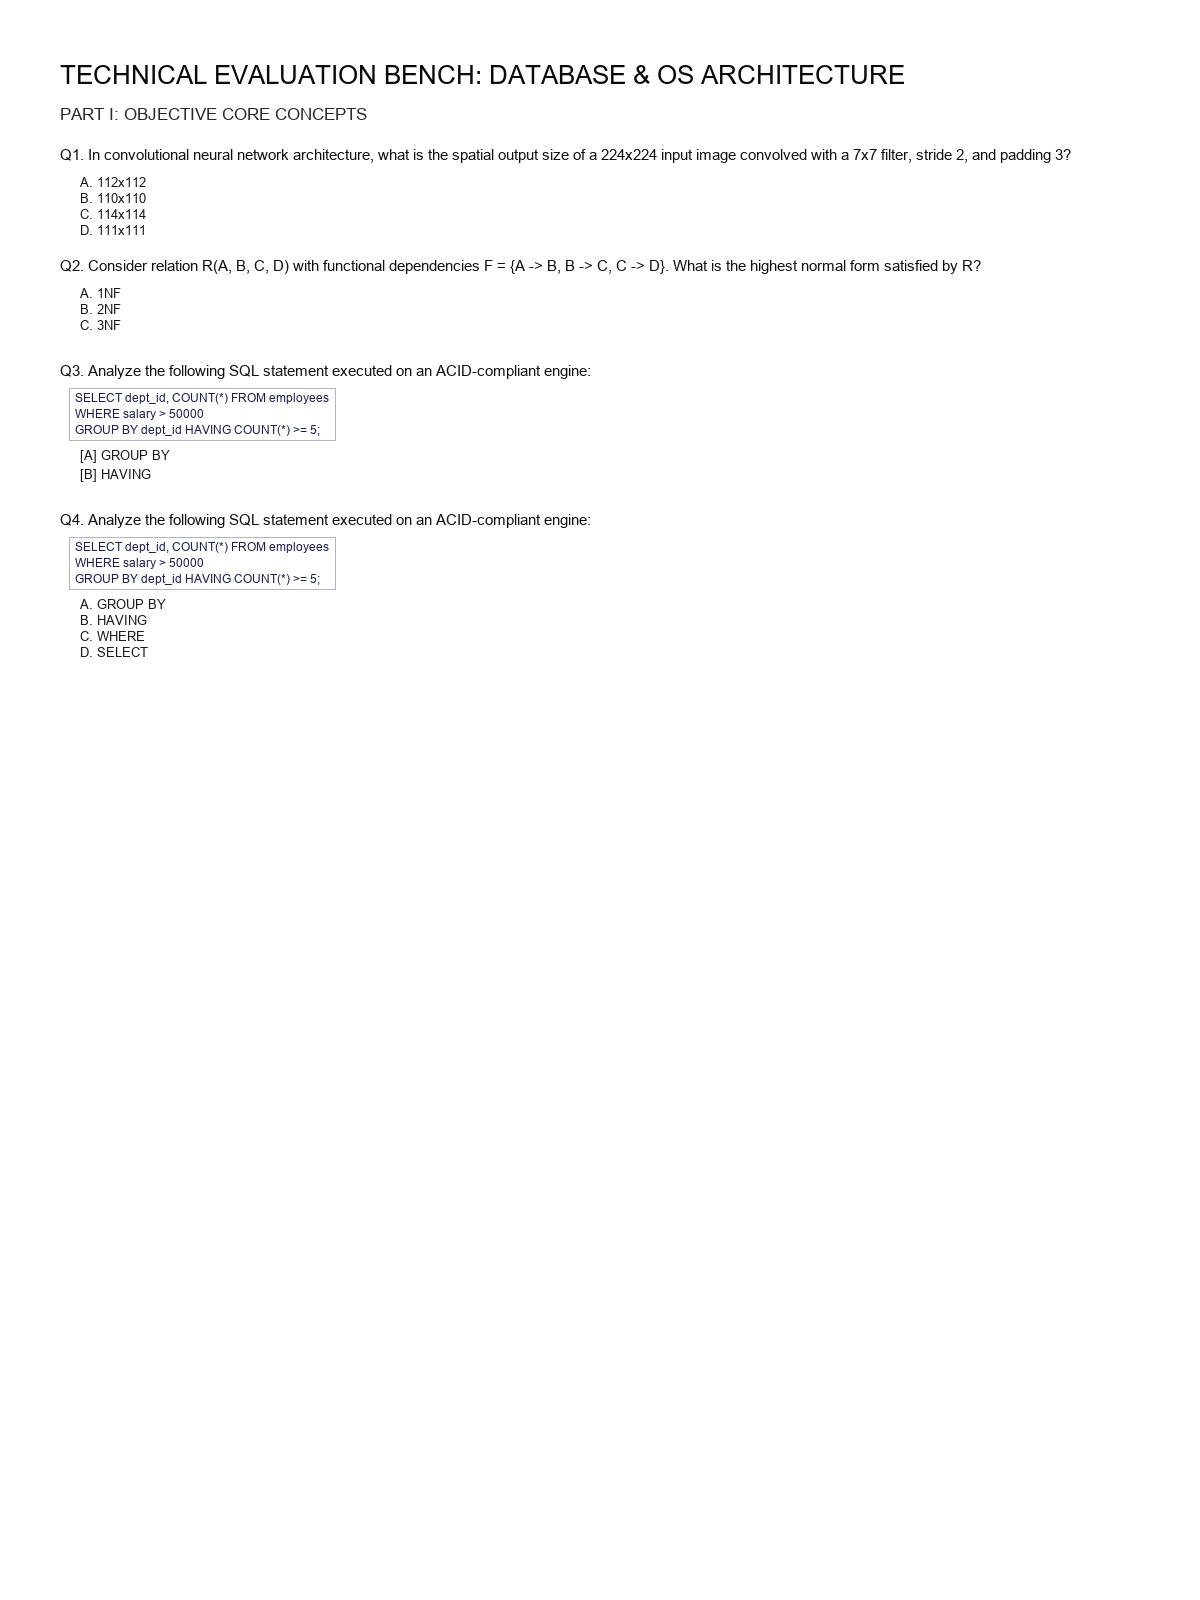 TECHNICAL EVALUATION BENCH: DATABASE & OS ARCHITECTURE
PART I: OBJECTIVE CORE CONCEPTS
Q1. In convolutional neural network architecture, what is the spatial output size of a 224x224 input image convolved with a 7x7 filter, stride 2, and padding 3?
A. 112x112
B. 110x110
C. 114x114
D. 111x111
Q2. Consider relation R(A, B, C, D) with functional dependencies F = {A -> B, B -> C, C -> D}. What is the highest normal form satisfied by R?
A. 1NF
B. 2NF
C. 3NF
Q3. Analyze the following SQL statement executed on an ACID-compliant engine:
SELECT dept_id, COUNT(*) FROM employees
WHERE salary > 50000
GROUP BY dept_id HAVING COUNT(*) >= 5;
[A] GROUP BY
[B] HAVING
Q4. Analyze the following SQL statement executed on an ACID-compliant engine:
SELECT dept_id, COUNT(*) FROM employees
WHERE salary > 50000
GROUP BY dept_id HAVING COUNT(*) >= 5;
A. GROUP BY
B. HAVING
C. WHERE
D. SELECT